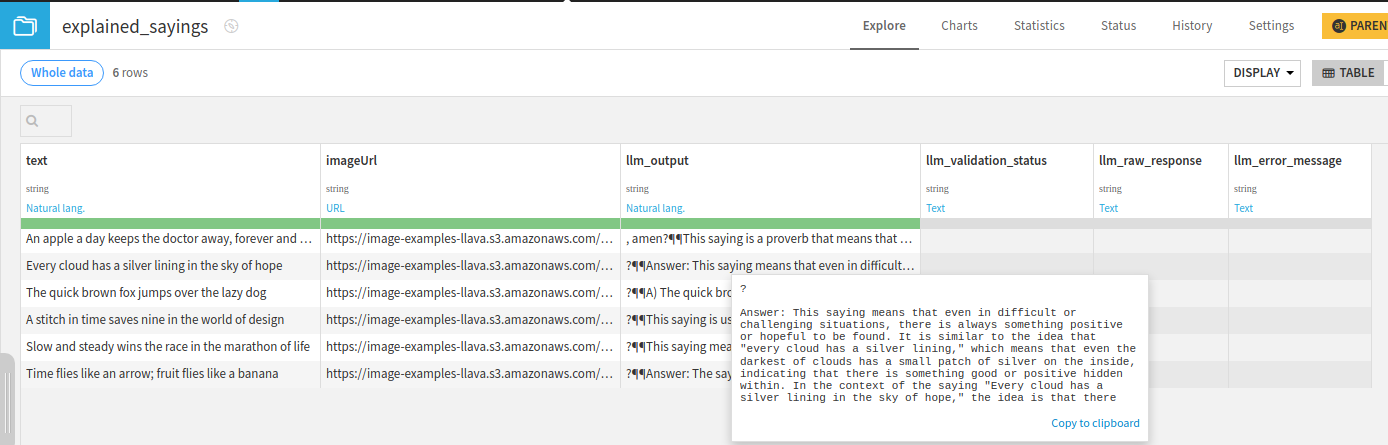 explained_sayings
Explore Charts Statistics Status History Settings PAREN
Whole data 6 rows
DISPLAY TABLE
text imageUrl llm_output llm_validation_status llm_raw_response llm_error_message
string string string string string string
Natural lang. URL Natural lang. Text Text Text
An apple a day keeps the doctor away, forever and ... https://image-examples-llava.s3.amazonaws.com/... , amen?¶¶This saying is a proverb that means that ...
Every cloud has a silver lining in the sky of hope https://image-examples-llava.s3.amazonaws.com/... ?¶¶Answer: This saying means that even in difficult...
The quick brown fox jumps over the lazy dog https://image-examples-llava.s3.amazonaws.com/... ?¶¶A) The quick bro
A stitch in time saves nine in the world of design https://image-examples-llava.s3.amazonaws.com/... ?¶¶This saying is us
Slow and steady wins the race in the marathon of life https://image-examples-llava.s3.amazonaws.com/... ?¶¶This saying mea
Time flies like an arrow; fruit flies like a banana https://image-examples-llava.s3.amazonaws.com/... ?¶¶Answer: The say
?
Answer: This saying means that even in difficult or
challenging situations, there is always something positive
or hopeful to be found. It is similar to the idea that
"every cloud has a silver lining," which means that even the
darkest of clouds has a small patch of silver on the inside,
indicating that there is something good or positive hidden
within. In the context of the saying "Every cloud has a
silver lining in the sky of hope," the idea is that there
Copy to clipboard